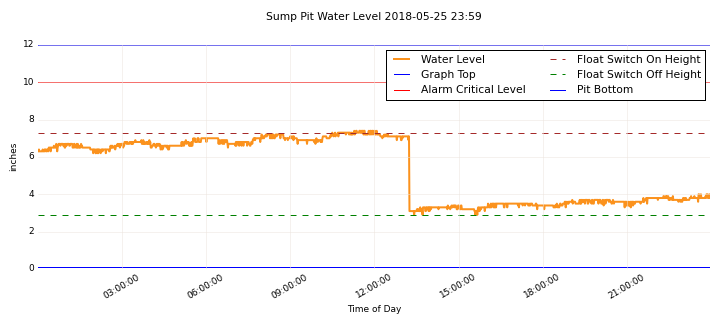 Sump Pit Water Level 2018-05-25 23:59
12
10
8
6
4
2
0
inches
Water Level
Graph Top
Alarm Critical Level
Float Switch On Height
Float Switch Off Height
Pit Bottom
03:00:00
06:00:00
09:00:00
12:00:00
15:00:00
18:00:00
21:00:00
Time of Day